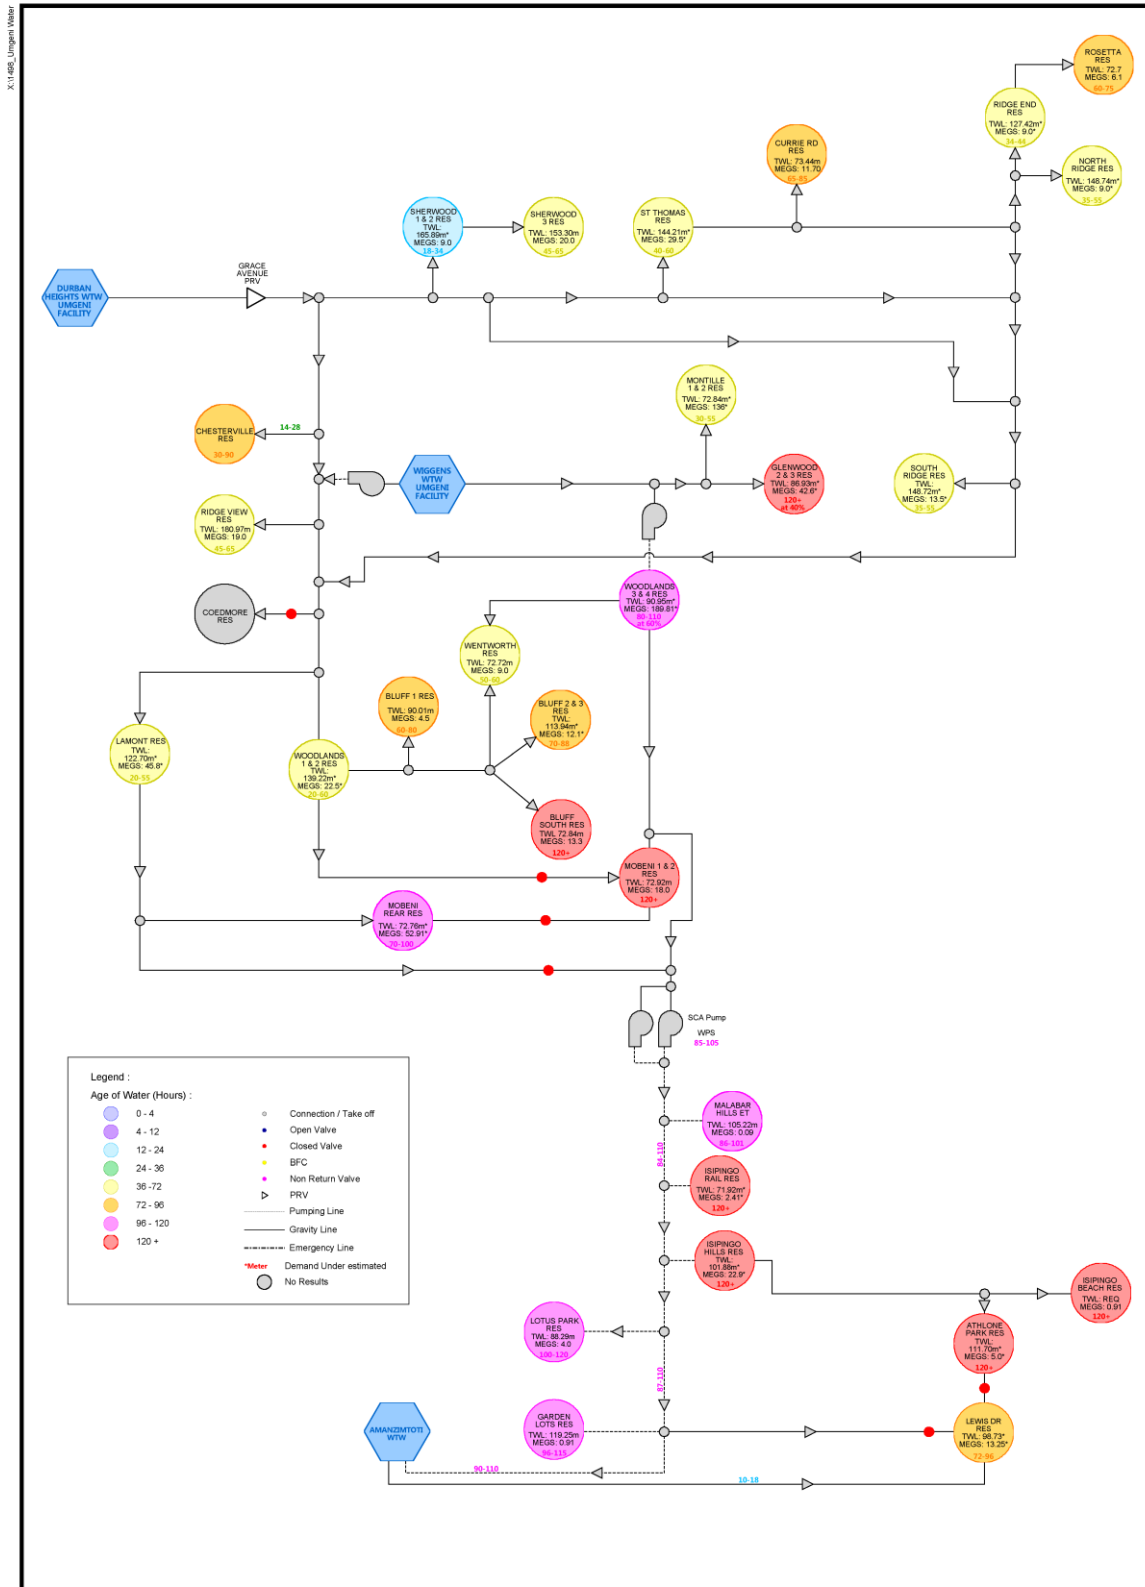 X:\1498_Umgeni Water
ROSETTA
RES
TWL: 72.7
MEGS: 6.1
60-75
RIDGE END
RES
TWL: 127.42m*
MEGS: 9.0*
34-44
CURRIE RD
RES
TWL: 73.44m
MEGS: 11.70
65-85
NORTH
RIDGE RES
TWL: 148.74m*
MEGS: 9.0*
35-55
SHERWOOD
1 & 2 RES
TWL:
165.89m*
MEGS: 9.0
18-34
SHERWOOD
3 RES
TWL: 153.30m
MEGS: 20.0
45-65
ST THOMAS
RES
TWL: 144.21m*
MEGS: 29.5*
40-60
GRACE
AVENUE
PRV
DURBAN
HEIGHTS WTW
UMGENI
FACILITY
MONTILLE
1 & 2 RES
TWL: 72.84m*
MEGS: 136*
30-55
CHESTERVILLE
RES
30-90
14-28
WIGGENS
WTW
UMGENI
FACILITY
GLENWOOD
2 & 3 RES
TWL: 86.93m*
MEGS: 42.6*
120+
at 40%
SOUTH
RIDGE RES
TWL:
148.72m*
MEGS: 13.5*
35-55
RIDGE VIEW
RES
TWL: 180.97m
MEGS: 19.0
45-65
COEDMORE
RES
WOODLANDS
3 & 4 RES
TWL: 90.95m*
MEGS: 189.81*
80-110
at 60%
WENTWORTH
RES
TWL: 72.72m
MEGS: 9.0
50-60
BLUFF 1 RES
TWL: 90.01m
MEGS: 4.5
60-80
BLUFF 2 & 3
RES
TWL:
113.94m*
MEGS: 12.1*
70-88
LAMONT RES
TWL:
122.70m*
MEGS: 45.8*
20-55
WOODLANDS
1 & 2 RES
TWL:
139.22m*
MEGS: 22.5*
20-60
BLUFF
SOUTH RES
TWL 72.84m
MEGS: 13.3
120+
MOBENI 1 & 2
RES
TWL: 72.92m
MEGS: 18.0
120+
MOBENI
REAR RES
TWL: 72.76m*
MEGS: 52.91*
70-100
SCA Pump
WPS
85-105
Legend :
Age of Water (Hours) :
0 - 4
4 - 12
12 - 24
24 - 36
36 -72
72 - 96
96 - 120
120 +
Connection / Take off
Open Valve
Closed Valve
BFC
Non Return Valve
PRV
Pumping Line
Gravity Line
Emergency Line
*Meter Demand Under estimated
No Results
MALABAR
HILLS ET
TWL: 105.22m
MEGS: 0.09
86-101
84-110
ISIPINGO
RAIL RES
TWL: 71.92m*
MEGS: 2.41*
120+
ISIPINGO
HILLS RES
TWL:
101.88m*
MEGS: 22.9*
120+
ISIPINGO
BEACH RES
TWL: REQ
MEGS: 0.91
120+
LOTUS PARK
RES
TWL: 88.29m
MEGS: 4.0
100-120
ATHLONE
PARK RES
TWL:
111.70m*
MEGS: 5.0*
120+
87-110
AMANZIMTOTI
WTW
GARDEN
LOTS RES
TWL: 119.25m
MEGS: 0.91
96-115
LEWIS DR
RES
TWL: 98.73*
MEGS: 13.25*
72-96
90-110
10-18